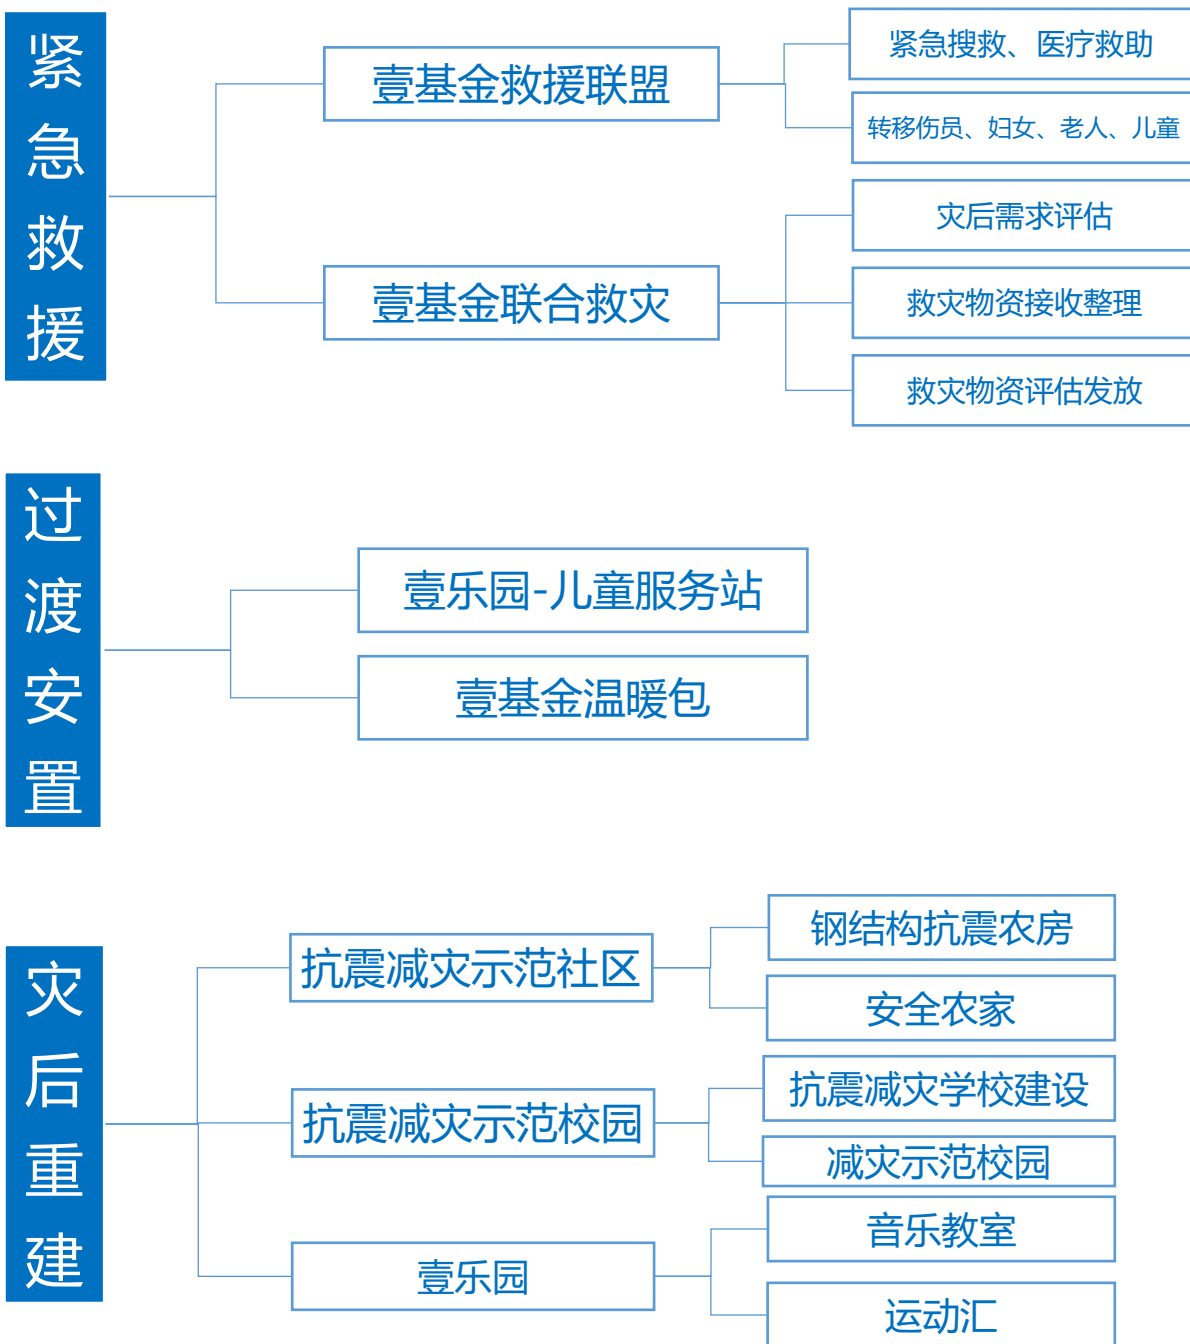 紧急救援
壹基金救援联盟
紧急搜救、医疗救助
转移伤员、妇女、老人、儿童
壹基金联合救灾
灾后需求评估
救灾物资接收整理
救灾物资评估发放
过渡安置
壹乐园-儿童服务站
壹基金温暖包
灾后重建
抗震减灾示范社区
钢结构抗震农房
安全农家
抗震减灾示范校园
抗震减灾学校建设
减灾示范校园
壹乐园
音乐教室
运动汇